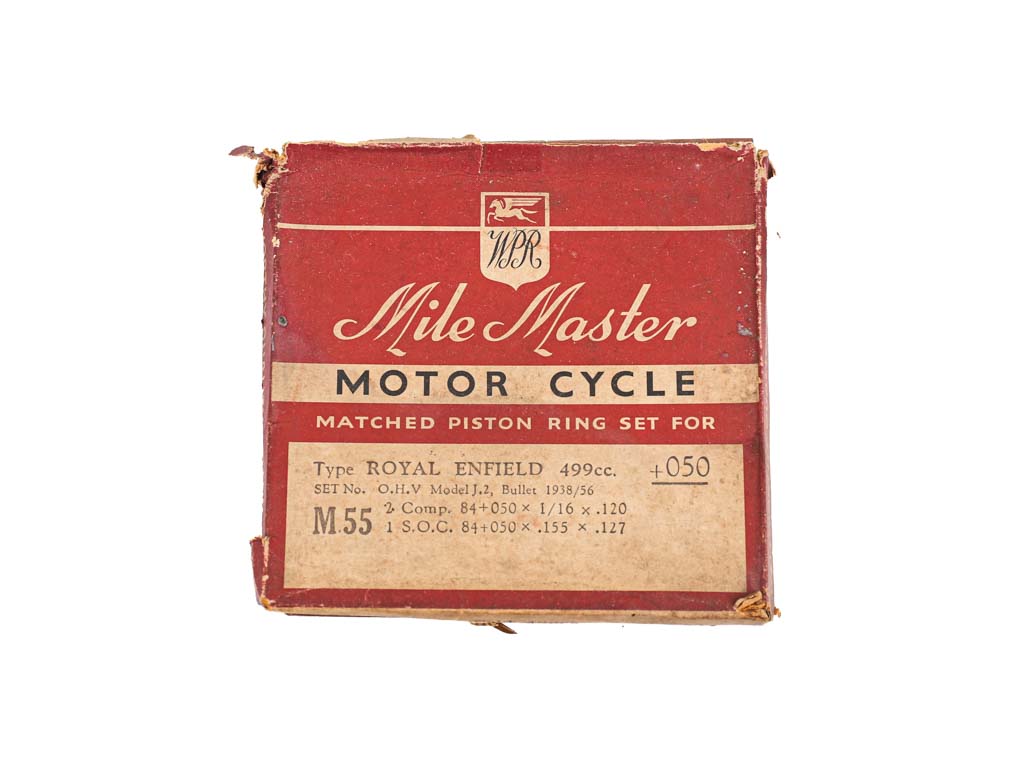 WPR
Mile Master
MOTOR CYCLE
MATCHED PISTON RING SET FOR
Type ROYAL ENFIELD 499cc. +050
SET No. O.H.V Model J.2, Bullet 1938/56
M.55 2 Comp. 84+050 × 1/16 × .120
1 S.O.C. 84+050 × .155 × .127